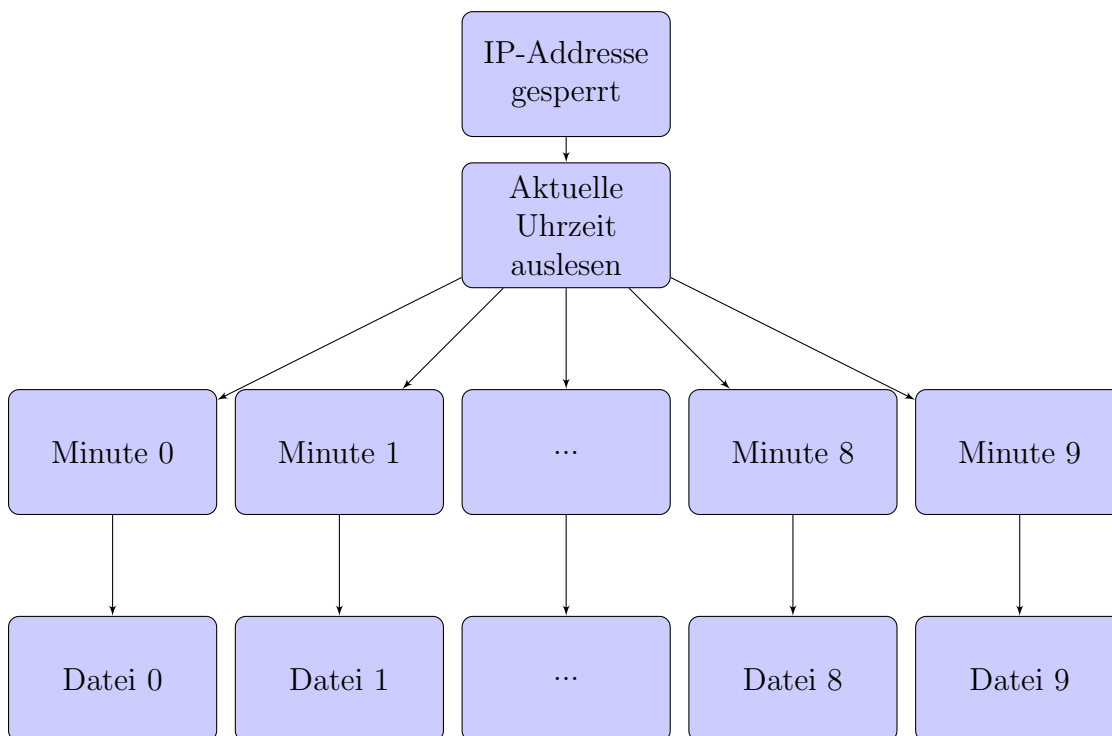 IP-Addresse
gesperrt
Aktuelle
Uhrzeit
auslesen
Minute 0
Minute 1
...
Minute 8
Minute 9
Datei 0
Datei 1
...
Datei 8
Datei 9